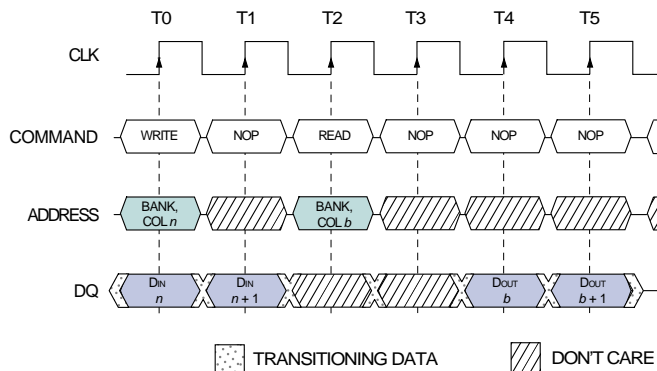 T0 T1 T2 T3 T4 T5
CLK
COMMAND WRITE NOP READ NOP NOP NOP
ADDRESS BANK, COL n BANK, COL b
DQ DIN n DIN n + 1 DOUT b DOUT b + 1
TRANSITIONING DATA DON'T CARE